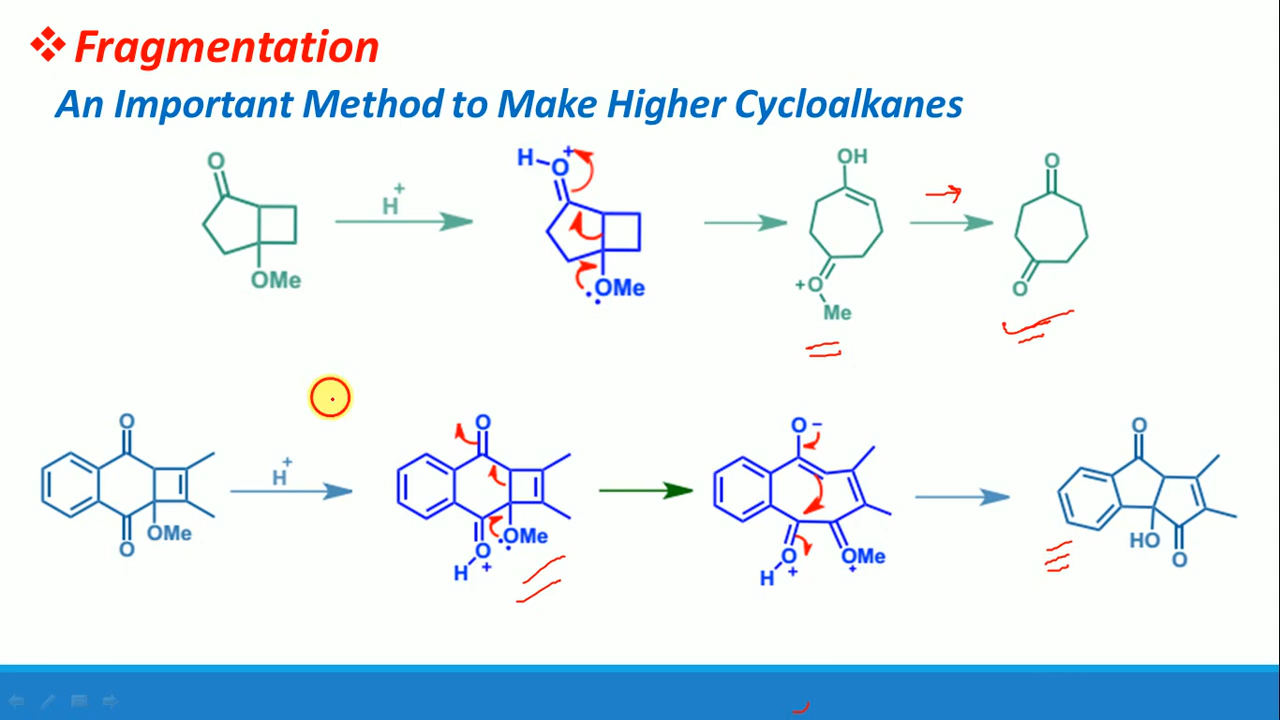 ❖ Fragmentation
An Important Method to Make Higher Cycloalkanes
O
OMe
H+
H-O+
OMe
OH
+O
Me
O
O
O
O
OMe
H+
O
OMe
O
H +
O−
O
H +
OMe
+
O
HO
O